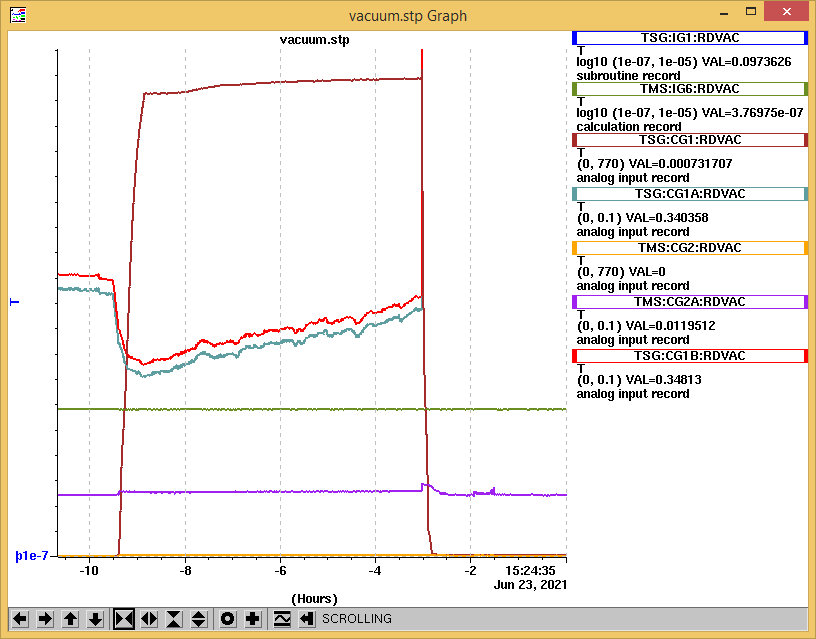 vacuum.stp Graph
vacuum.stp
T
þ1e-7
-10
-8
-6
-4
-2
15:24:35
Jun 23, 2021
(Hours)
TSG:IG1:RDVAC
T
log10 (1e-07, 1e-05) VAL=0.0973626
subroutine record
TMS:IG6:RDVAC
T
log10 (1e-07, 1e-05) VAL=3.76975e-07
calculation record
TSG:CG1:RDVAC
T
(0, 770) VAL=0.000731707
analog input record
TSG:CG1A:RDVAC
T
(0, 0.1) VAL=0.340358
analog input record
TMS:CG2:RDVAC
T
(0, 770) VAL=0
analog input record
TMS:CG2A:RDVAC
T
(0, 0.1) VAL=0.0119512
analog input record
TSG:CG1B:RDVAC
T
(0, 0.1) VAL=0.34813
analog input record
SCROLLING